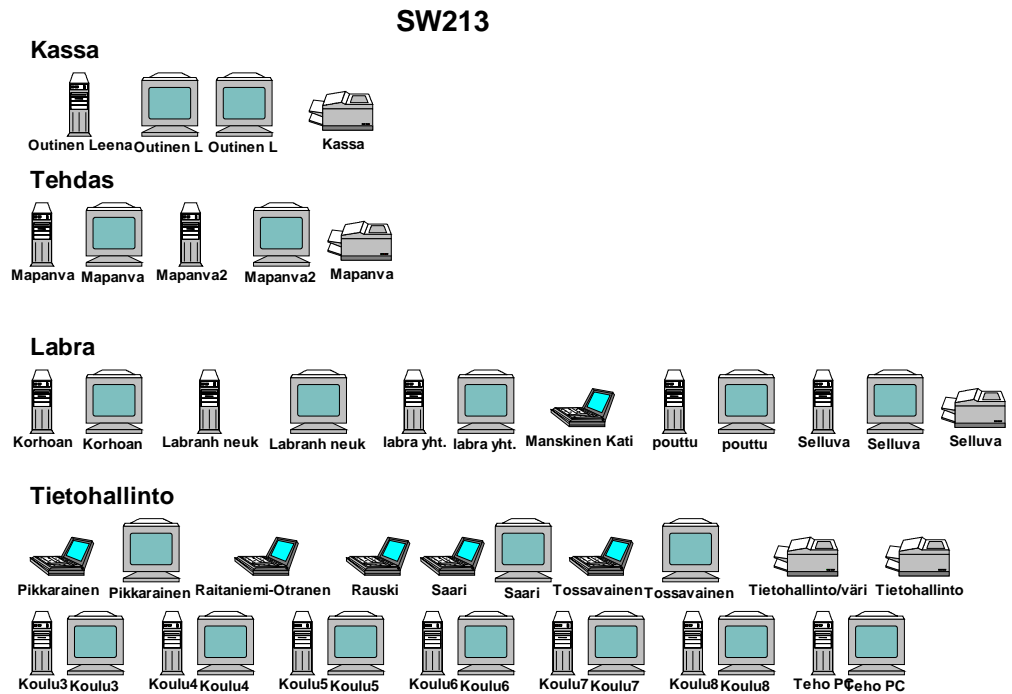 SW213
Kassa
Outinen Leena Outinen L Outinen L Kassa
Tehdas
Mapanva Mapanva Mapanva2 Mapanva2 Mapanva
Labra
Korhoan Korhoan Labranh neuk Labranh neuk labra yht. labra yht. Manskinen Kati pouttu pouttu Selluva Selluva Selluva
Tietohallinto
Pikkarainen Pikkarainen Raitaniemi-Otranen Rauski Saari Saari Tossavainen Tossavainen Tietohallinto/väri Tietohallinto
Koulu3 Koulu3 Koulu4 Koulu4 Koulu5 Koulu5 Koulu6 Koulu6 Koulu7 Koulu7 Koulu8 Koulu8 Teho PC Teho PC